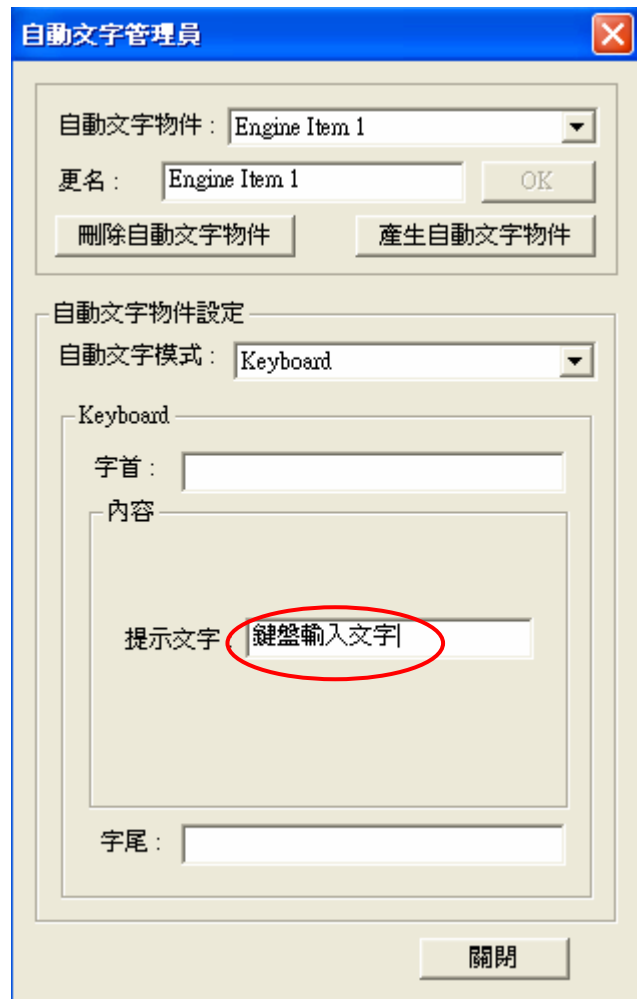 自動文字管理員
自動文字物件： Engine Item 1
更名： Engine Item 1 OK
刪除自動文字物件 產生自動文字物件
自動文字物件設定
自動文字模式： Keyboard
Keyboard
字首：
內容
提示文字： 鍵盤輸入文字
字尾：
關閉